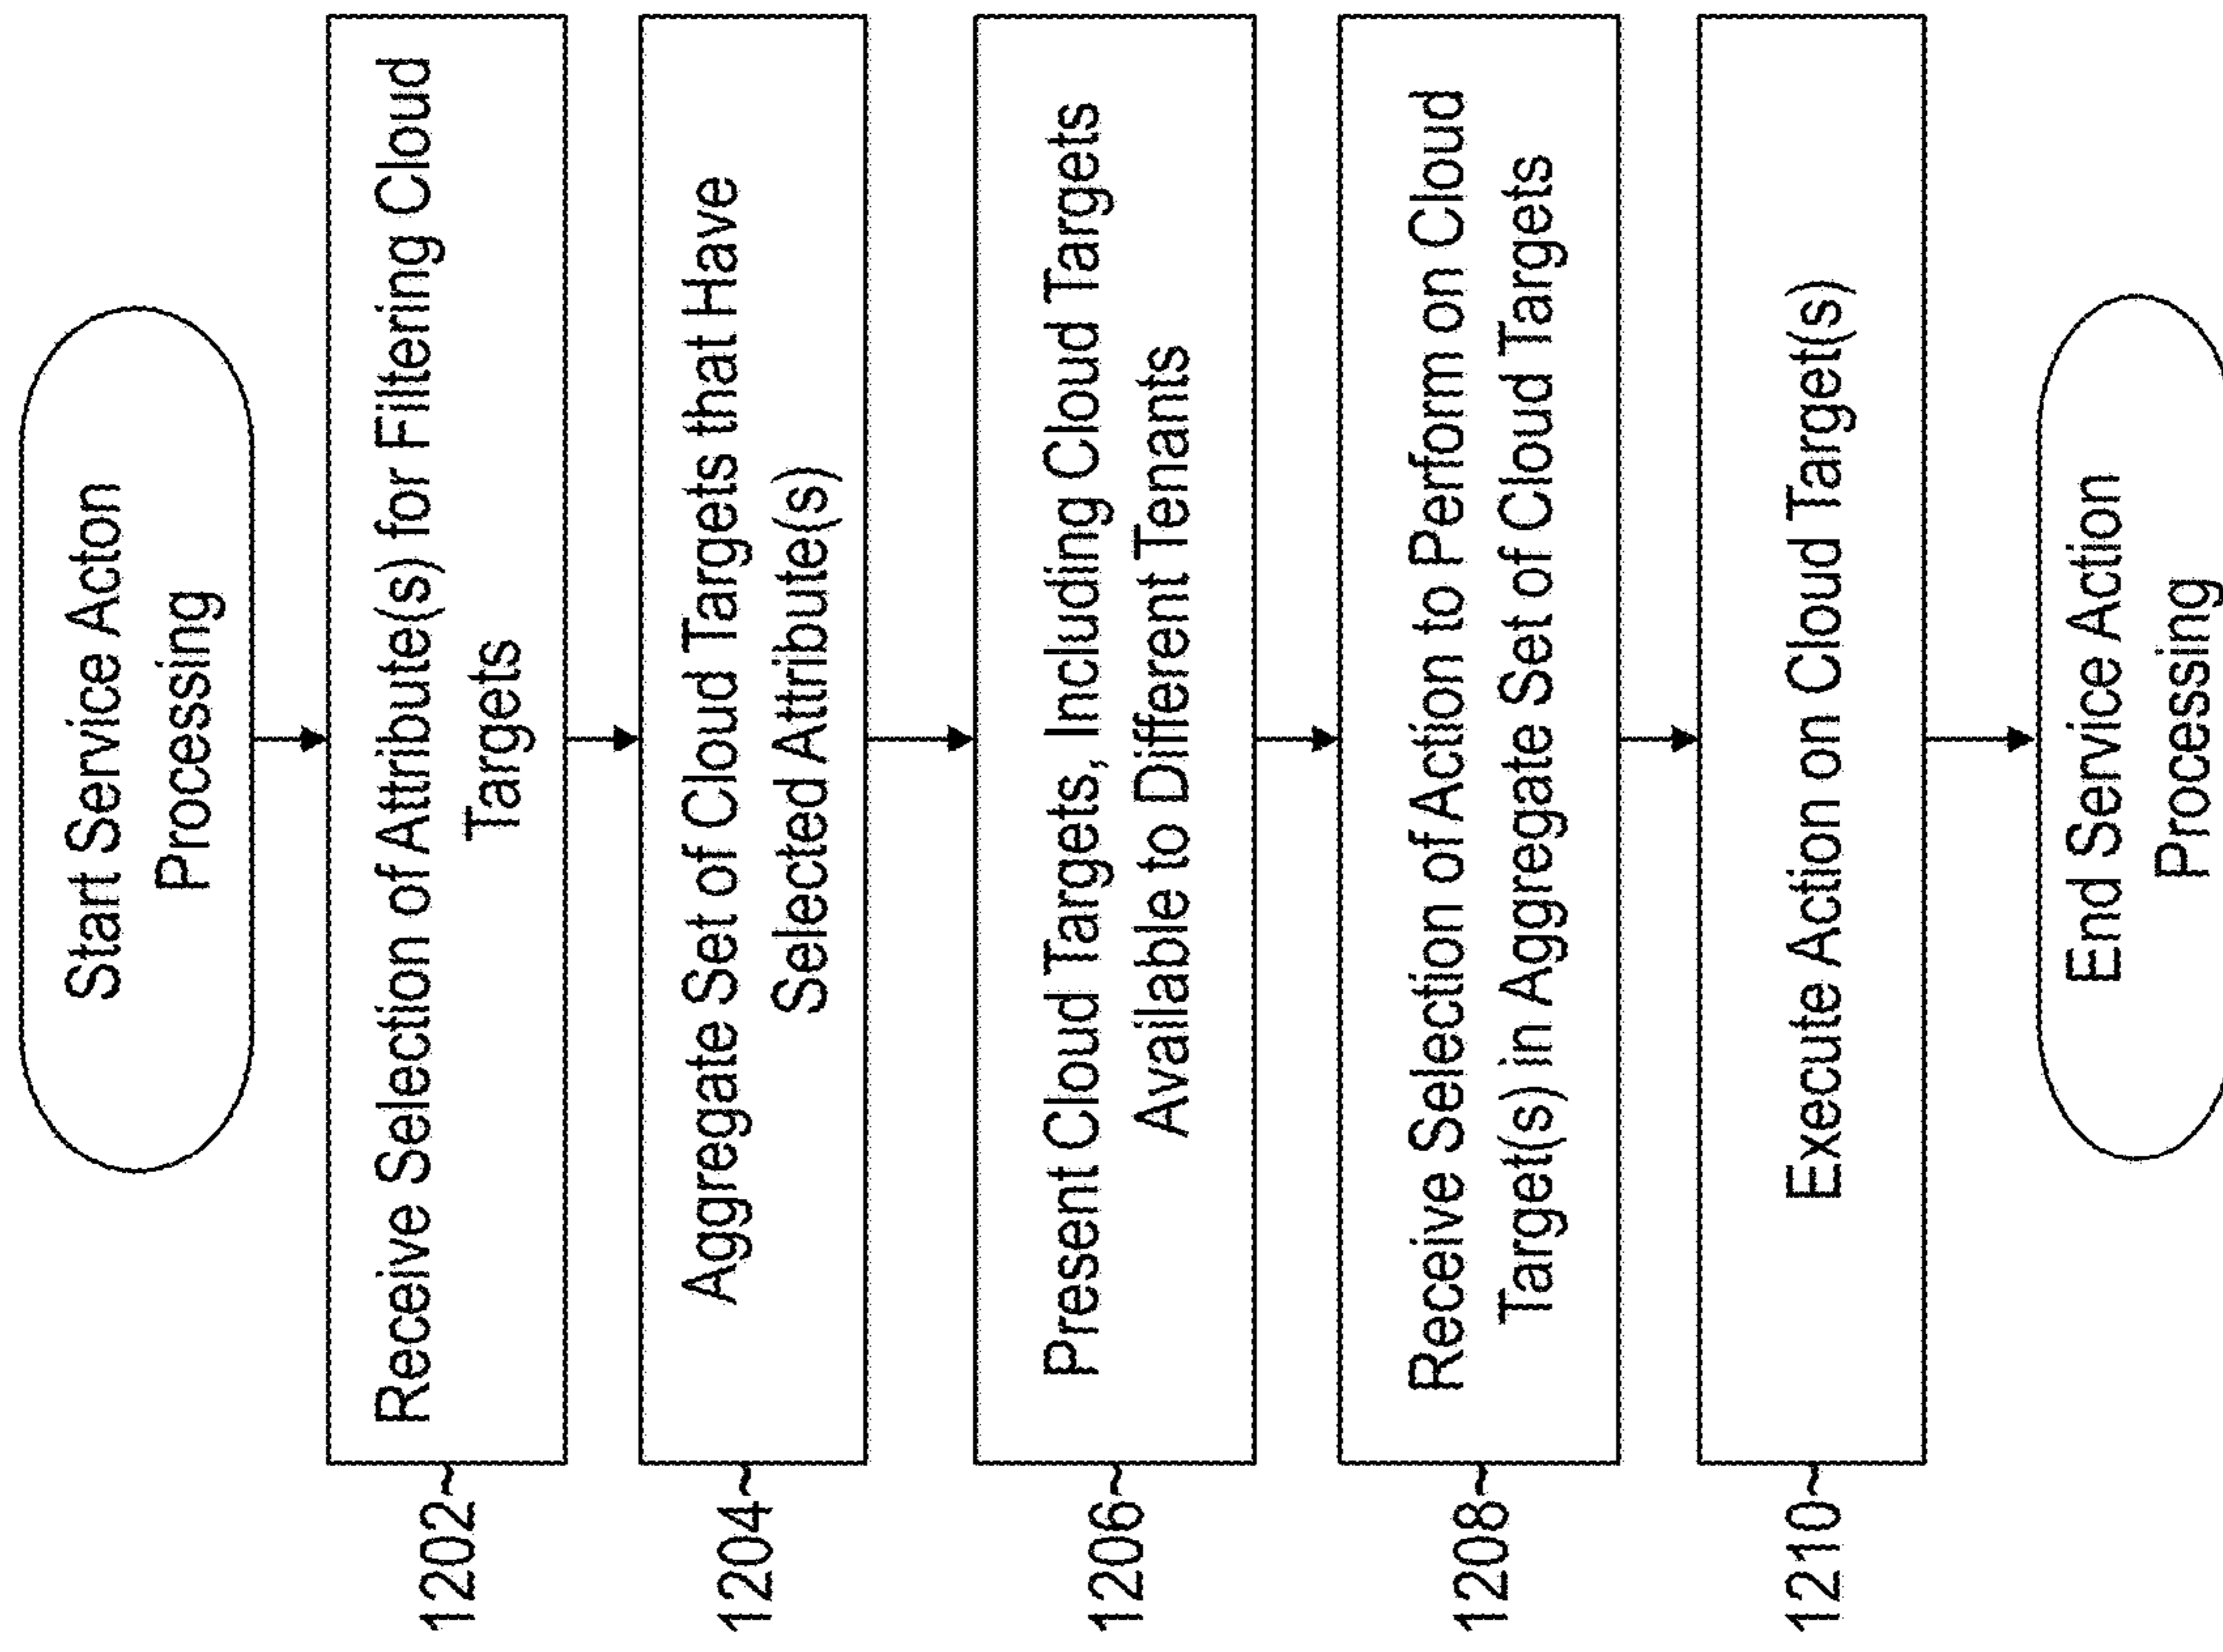 Start Service Acton
Processing
1202
Receive Selection of Attribute(s) for Filtering Cloud
Targets
1204
Aggregate Set of Cloud Targets that Have
Selected Attribute(s)
1206
Present Cloud Targets, Including Cloud Targets
Available to Different Tenants
1208
Receive Selection of Action to Perform on Cloud
Target(s) in Aggregate Set of Cloud Targets
1210
Execute Action on Cloud Target(s)
End Service Action
Processing